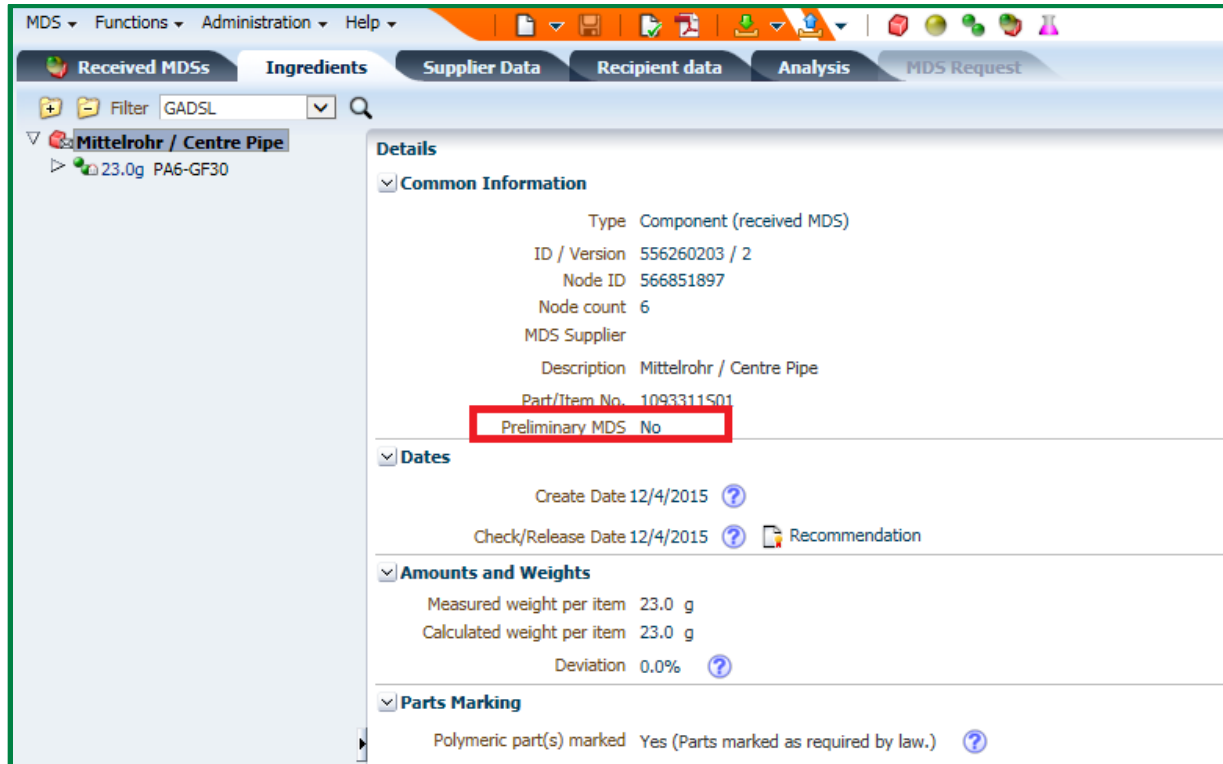 MDS Functions Administration Help
Received MDSs Ingredients Supplier Data Recipient data Analysis MDS Request
Filter GADSL
Mittelrohr / Centre Pipe
23.0g PA6-GF30
Details
Common Information
Type Component (received MDS)
ID / Version 556260203 / 2
Node ID 566851897
Node count 6
MDS Supplier
Description Mittelrohr / Centre Pipe
Part/Item No. 1093311S01
Preliminary MDS No
Dates
Create Date 12/4/2015 ?
Check/Release Date 12/4/2015 ? Recommendation
Amounts and Weights
Measured weight per item 23.0 g
Calculated weight per item 23.0 g
Deviation 0.0% ?
Parts Marking
Polymeric part(s) marked Yes (Parts marked as required by law.) ?